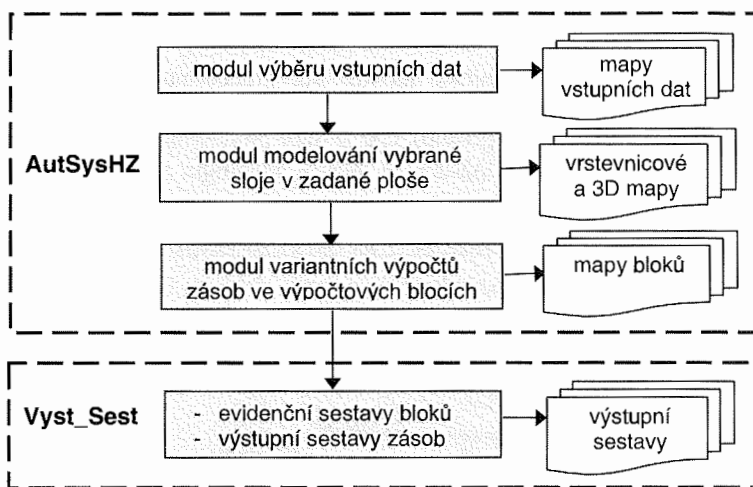 modul výběru vstupních dat
mapy
vstupních dat
AutSysHZ
modul modelování vybrané
sloje v zadané ploše
vrstevnicové
a 3D mapy
modul variantních výpočtů
zásob ve výpočtových blocích
mapy bloků
Vyst_Sest
- evidenční sestavy bloků
- výstupní sestavy zásob
výstupní
sestavy